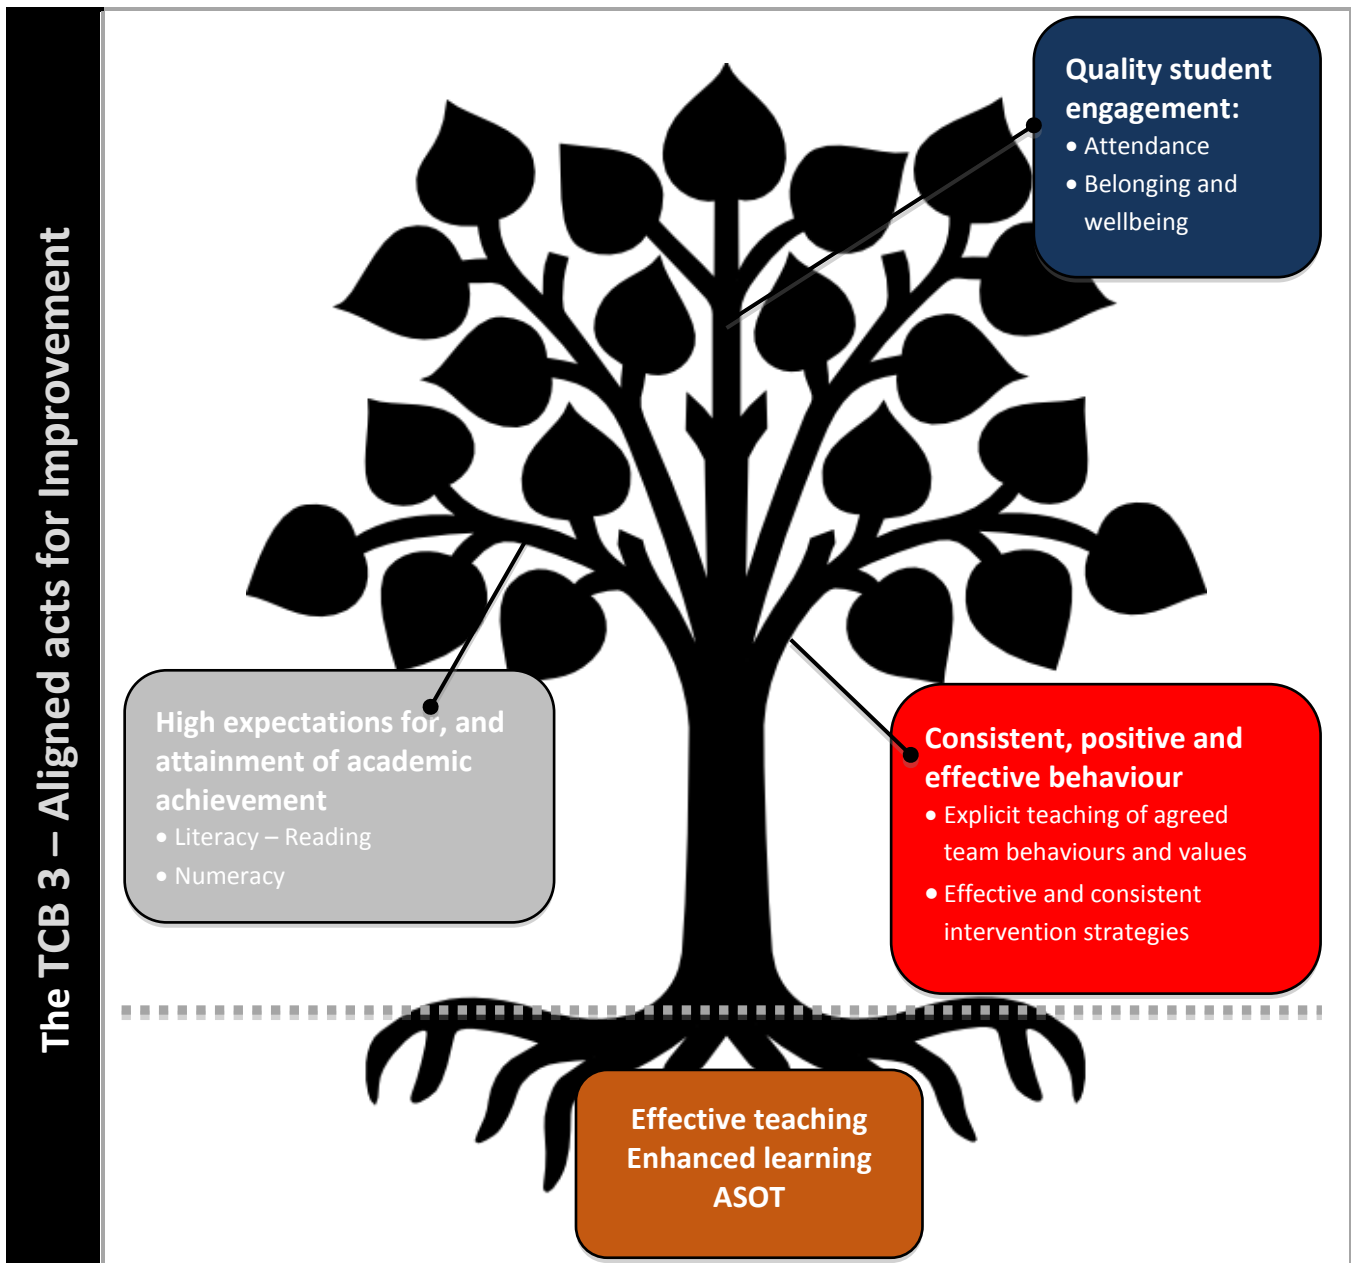 The TCB 3 – Aligned acts for Improvement
Quality student
engagement:
• Attendance
• Belonging and
wellbeing
High expectations for, and
attainment of academic
achievement
• Literacy – Reading
• Numeracy
Consistent, positive and
effective behaviour
• Explicit teaching of agreed
team behaviours and values
• Effective and consistent
intervention strategies
Effective teaching
Enhanced learning
ASOT